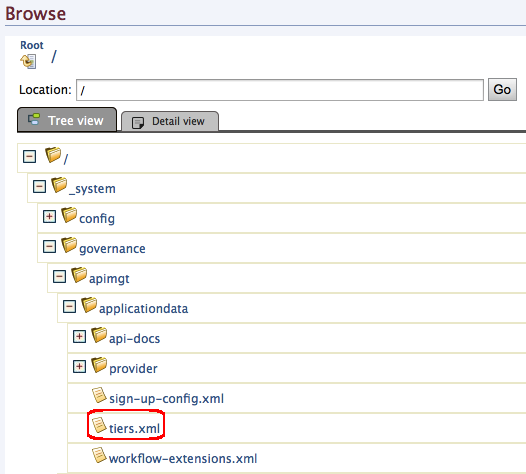 Browse
Root
/
Location: / Go
Tree view Detail view
/
_system
config
governance
apimgt
applicationdata
api-docs
provider
sign-up-config.xml
tiers.xml
workflow-extensions.xml